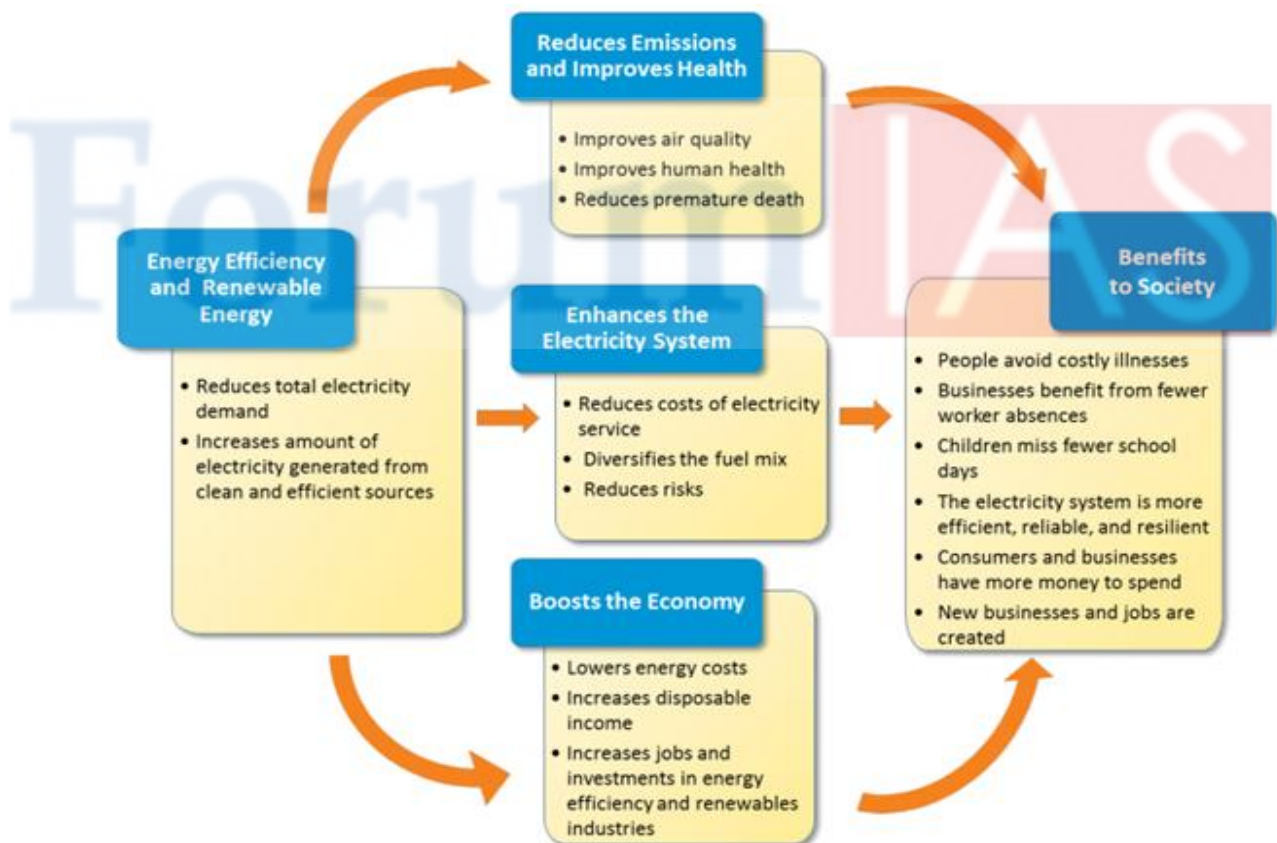 Reduces Emissions
and Improves Health
• Improves air quality
• Improves human health
• Reduces premature death
Energy Efficiency
and Renewable
Energy
• Reduces total electricity
demand
• Increases amount of
electricity generated from
clean and efficient sources
Enhances the
Electricity System
• Reduces costs of electricity
service
• Diversifies the fuel mix
• Reduces risks
Boosts the Economy
• Lowers energy costs
• Increases disposable
income
• Increases jobs and
investments in energy
efficiency and renewables
industries
Benefits
to Society
• People avoid costly illnesses
• Businesses benefit from fewer
worker absences
• Children miss fewer school
days
• The electricity system is more
efficient, reliable, and resilient
• Consumers and businesses
have more money to spend
• New businesses and jobs are
created
Forum IAS